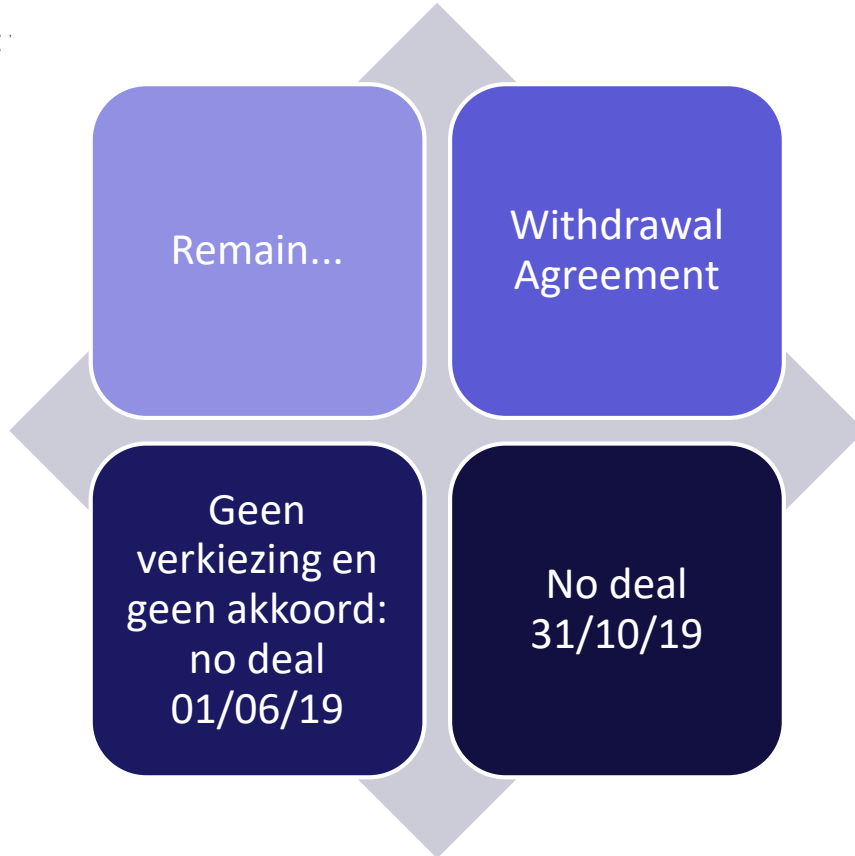 Remain...
Withdrawal
Agreement
Geen
verkiezing en
geen akkoord:
no deal
01/06/19
No deal
31/10/19